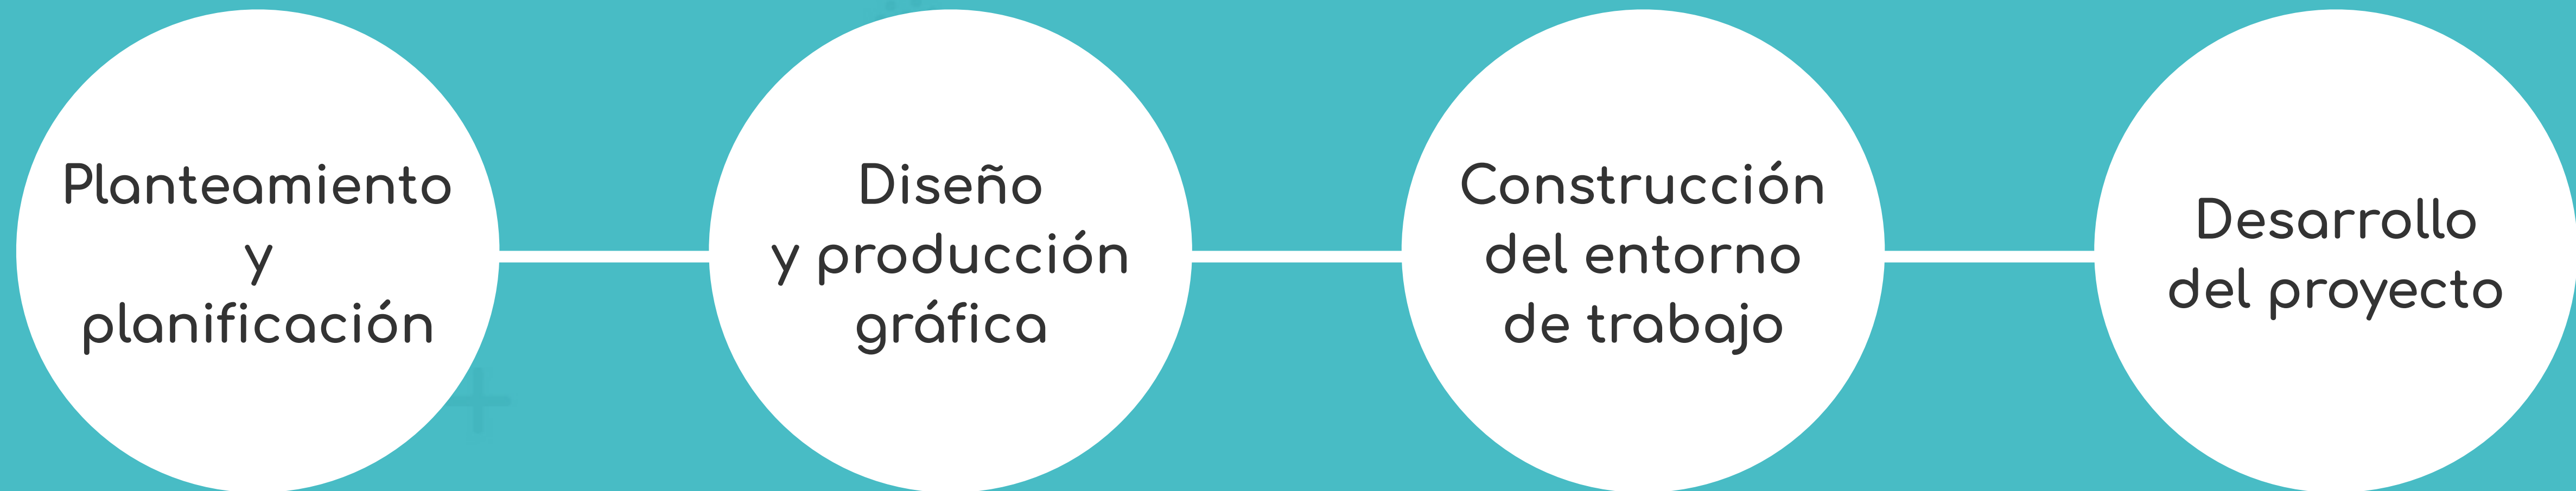 Planteamiento
y
planificación
Diseño
y producción
gráfica
Construcción
del entorno
de trabajo
Desarrollo
del proyecto